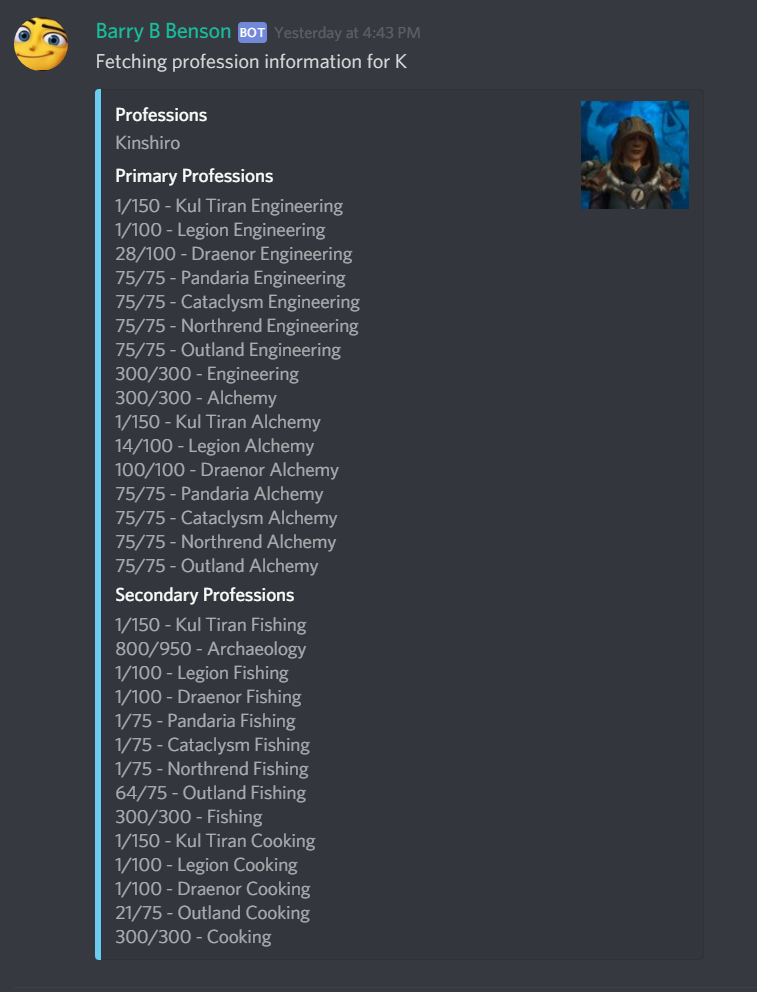 Barry B Benson BOT Yesterday at 4:43 PM
Fetching profession information for K
Professions
Kinshiro
Primary Professions
1/150 - Kul Tiran Engineering
1/100 - Legion Engineering
28/100 - Draenor Engineering
75/75 - Pandaria Engineering
75/75 - Cataclysm Engineering
75/75 - Northrend Engineering
75/75 - Outland Engineering
300/300 - Engineering
300/300 - Alchemy
1/150 - Kul Tiran Alchemy
14/100 - Legion Alchemy
100/100 - Draenor Alchemy
75/75 - Pandaria Alchemy
75/75 - Cataclysm Alchemy
75/75 - Northrend Alchemy
75/75 - Outland Alchemy
Secondary Professions
1/150 - Kul Tiran Fishing
800/950 - Archaeology
1/100 - Legion Fishing
1/100 - Draenor Fishing
1/75 - Pandaria Fishing
1/75 - Cataclysm Fishing
1/75 - Northrend Fishing
64/75 - Outland Fishing
300/300 - Fishing
1/150 - Kul Tiran Cooking
1/100 - Legion Cooking
1/100 - Draenor Cooking
21/75 - Outland Cooking
300/300 - Cooking